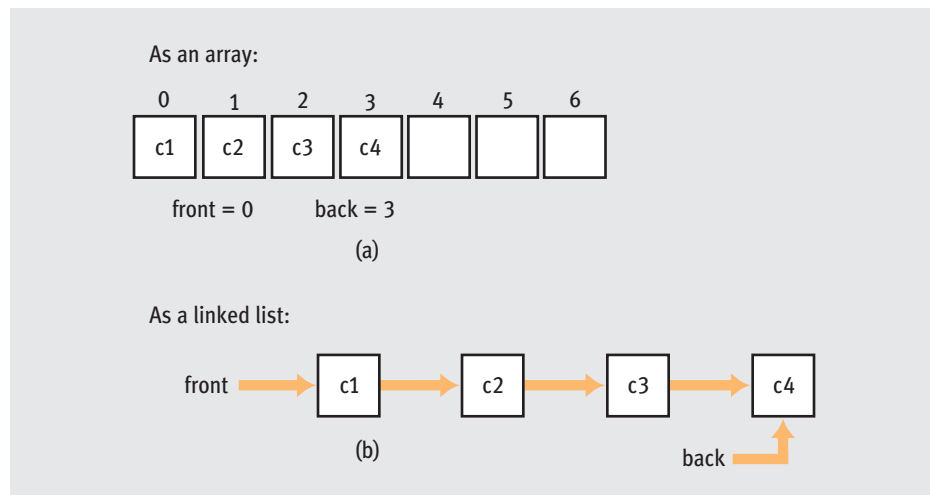 As an array:
0 1 2 3 4 5 6
c1 c2 c3 c4
front = 0 back = 3
(a)
As a linked list:
front c1 c2 c3 c4
(b)
back